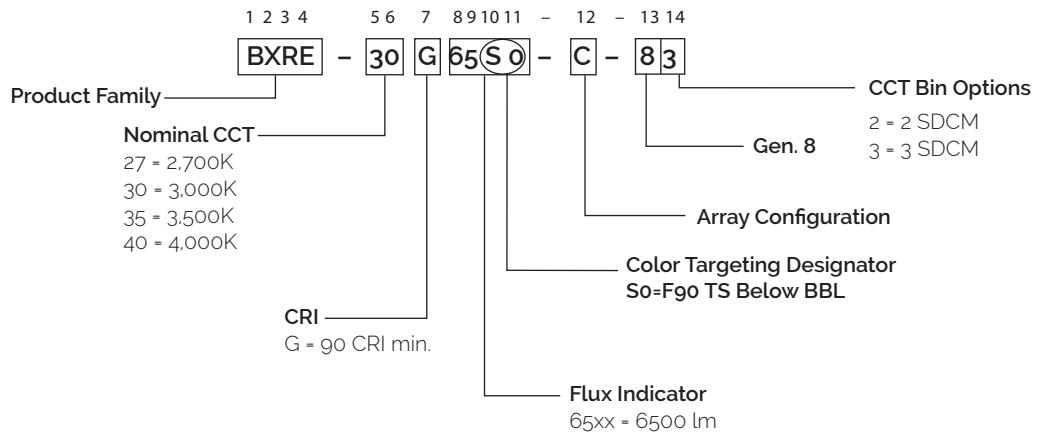 1 2 3 4 5 6 7 8 9 10 11 – 12 – 13 14
BXRE – 30 G 65 S 0 – C – 8 3
Product Family
CCT Bin Options
2 = 2 SDCM
3 = 3 SDCM
Nominal CCT
27 = 2,700K
30 = 3,000K
35 = 3,500K
40 = 4,000K
Gen. 8
Array Configuration
Color Targeting Designator
S0=F90 TS Below BBL
CRI
G = 90 CRI min.
Flux Indicator
65xx = 6500 lm